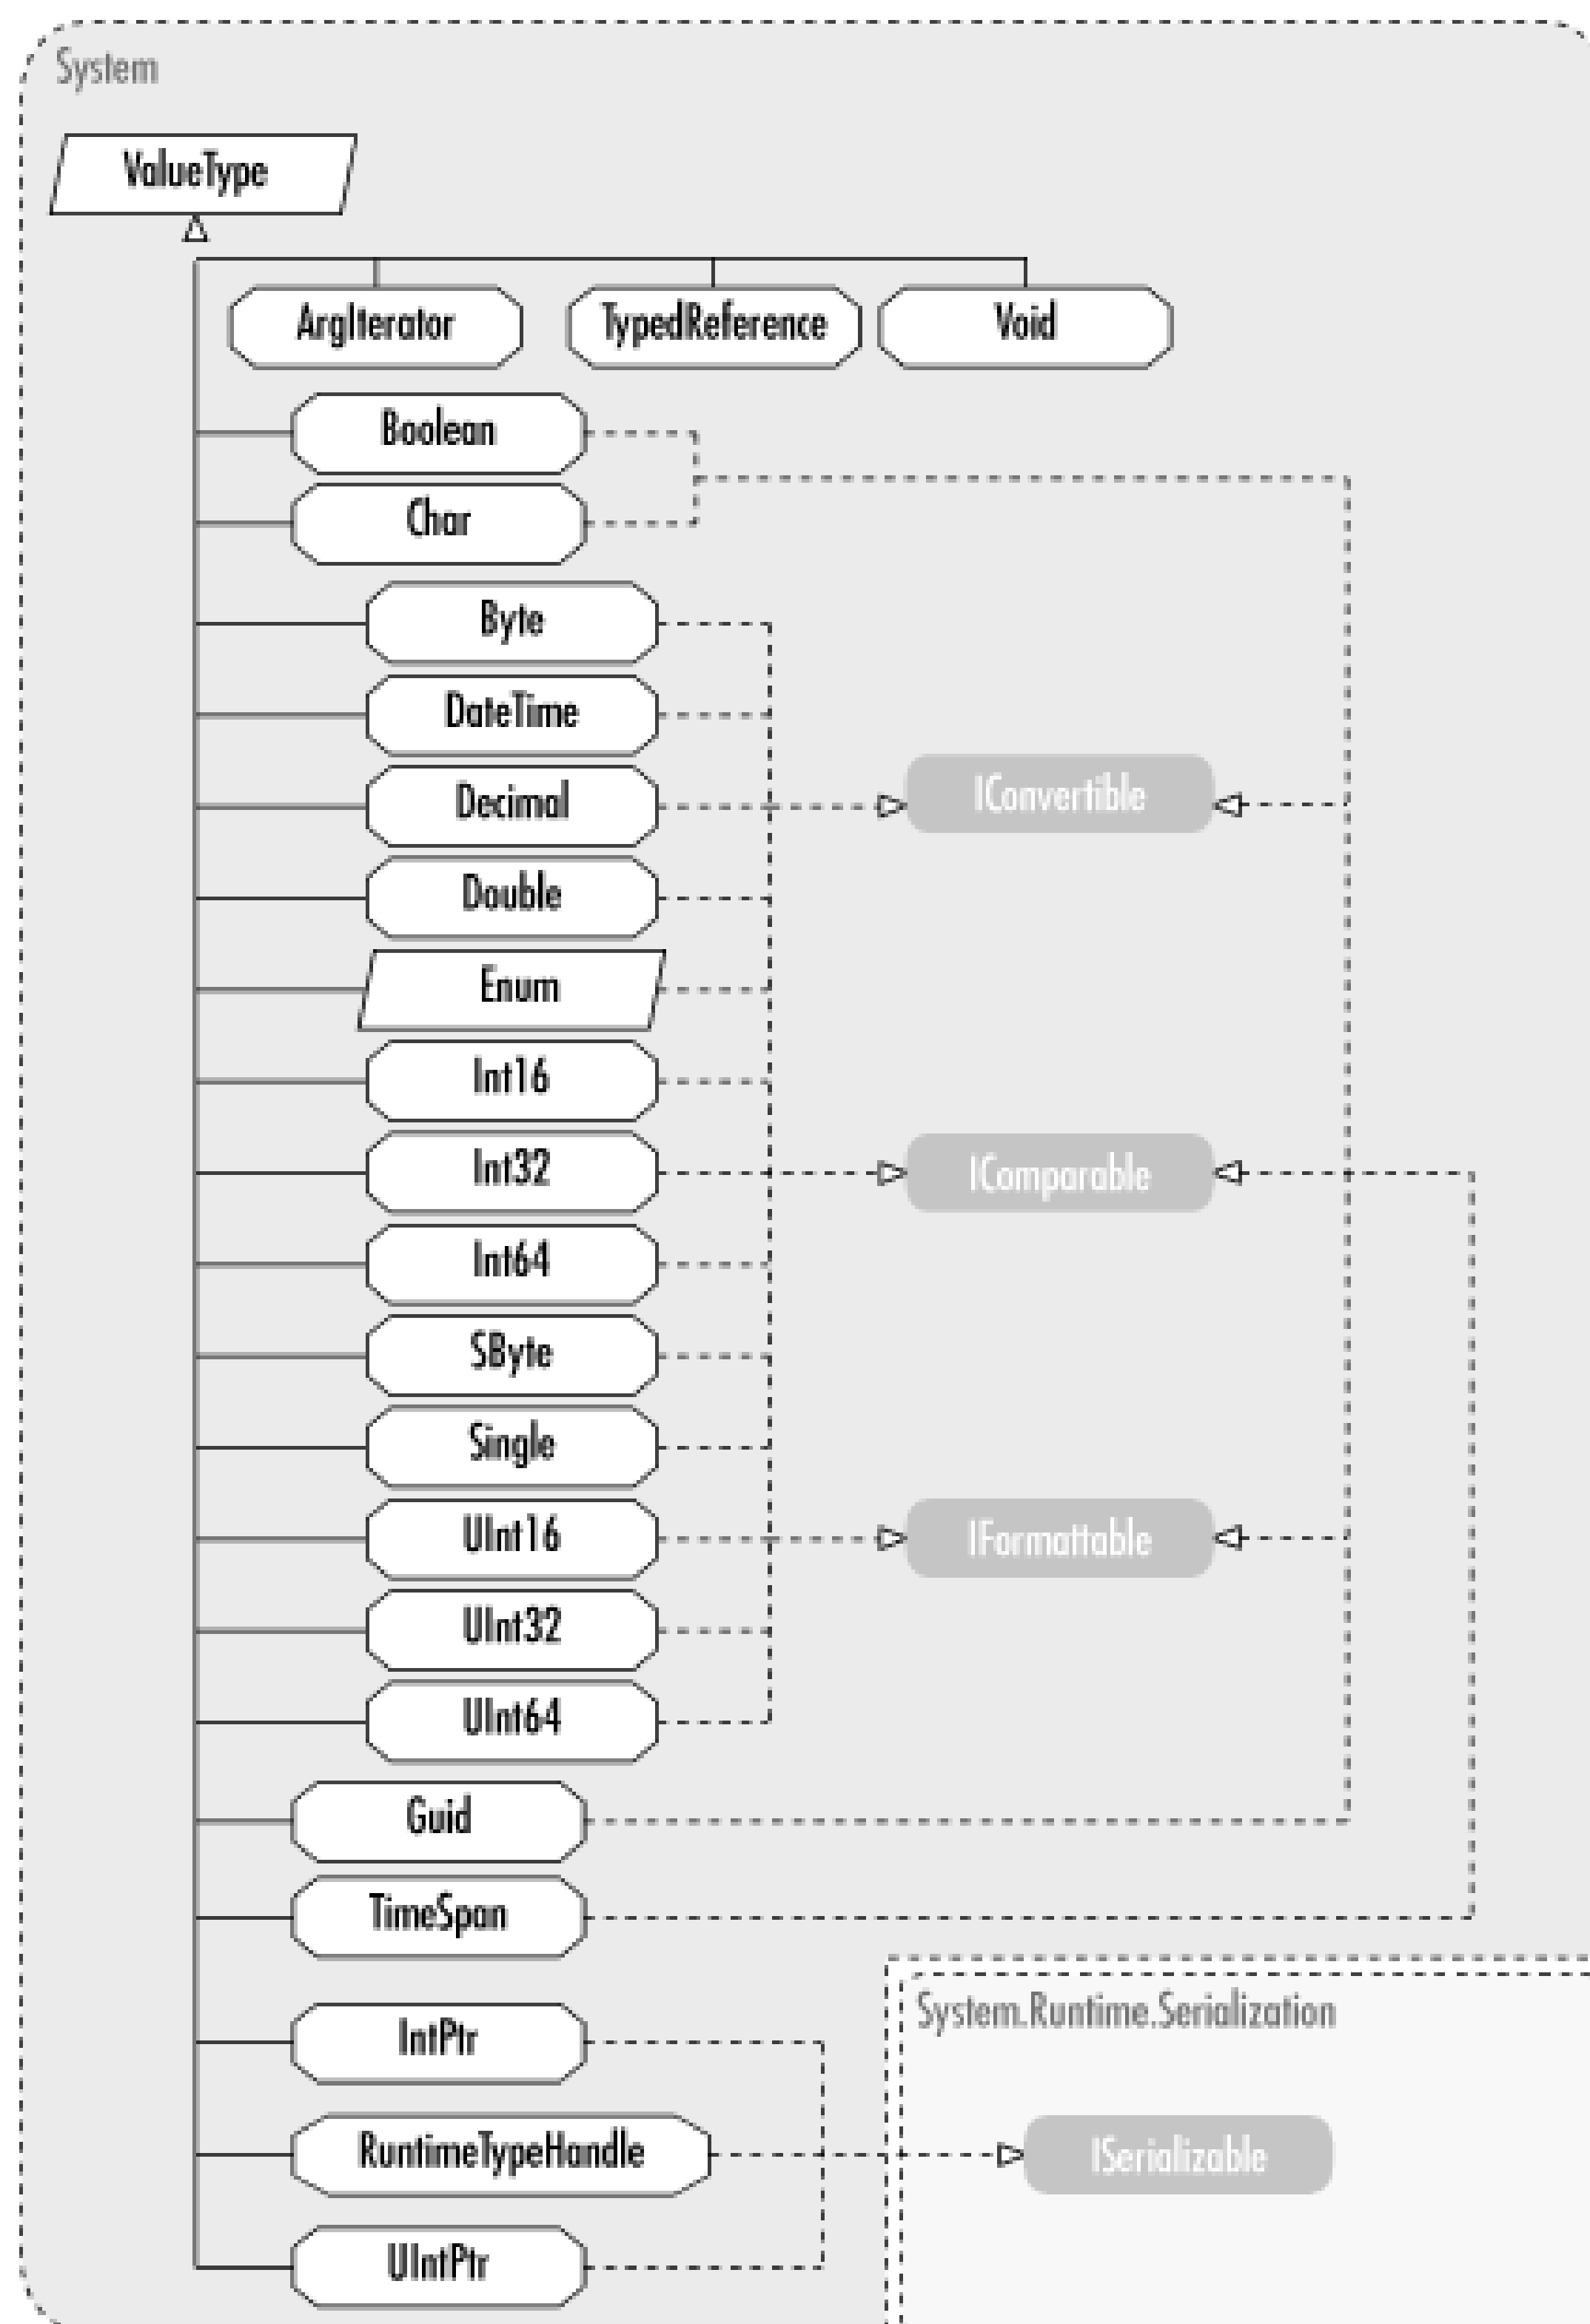 System
ValueType
ArgIterator
TypedReference
Void
Boolean
Char
Byte
DateTime
Decimal
IConvertible
Double
Enum
Int16
Int32
IComparable
Int64
SByte
Single
UInt16
IFormattable
UInt32
UInt64
Guid
TimeSpan
System.Runtime.Serialization
IntPtr
RuntimeTypeHandle
ISerializable
UIntPtr